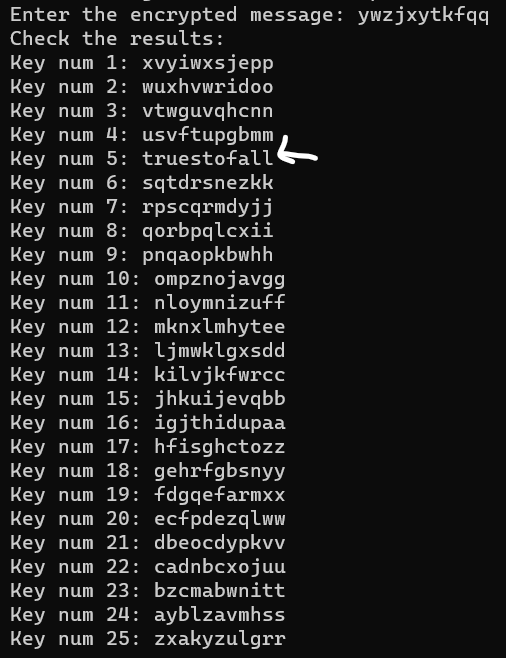 Enter the encrypted message: ywzjxytkfqq
Check the results:
Key num 1: xvyiwxsjepp
Key num 2: wuxhvwridoo
Key num 3: vtwguvqhcnn
Key num 4: usvftupgbmm
Key num 5: truestofall
Key num 6: sqtdrsnezkk
Key num 7: rpscqrmdyjj
Key num 8: qorbpqlcxii
Key num 9: pnqaopkbwhh
Key num 10: ompznojavgg
Key num 11: nloymnizuff
Key num 12: mknxlmhytee
Key num 13: ljmwklgxsdd
Key num 14: kilvjkfwrcc
Key num 15: jhkuijevqbb
Key num 16: igjthidupaa
Key num 17: hfisghctozz
Key num 18: gehrfgbsnyy
Key num 19: fdgqefarmxx
Key num 20: ecfpdezqlww
Key num 21: dbeocdypkvv
Key num 22: cadnbcxojuu
Key num 23: bzcmabwnitt
Key num 24: ayblzavmhss
Key num 25: zxakyzulgrr